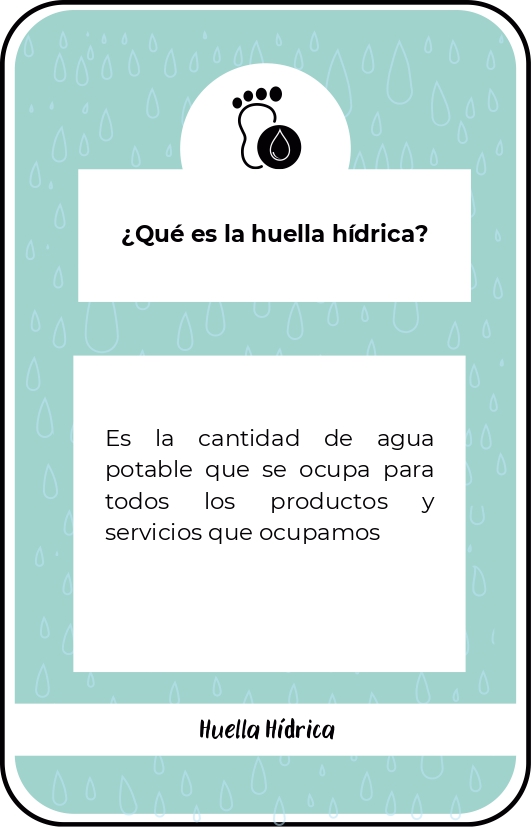 ¿Qué es la huella hídrica?
Es la cantidad de agua
potable que se ocupa para
todos los productos y
servicios que ocupamos
Huella Hídrica